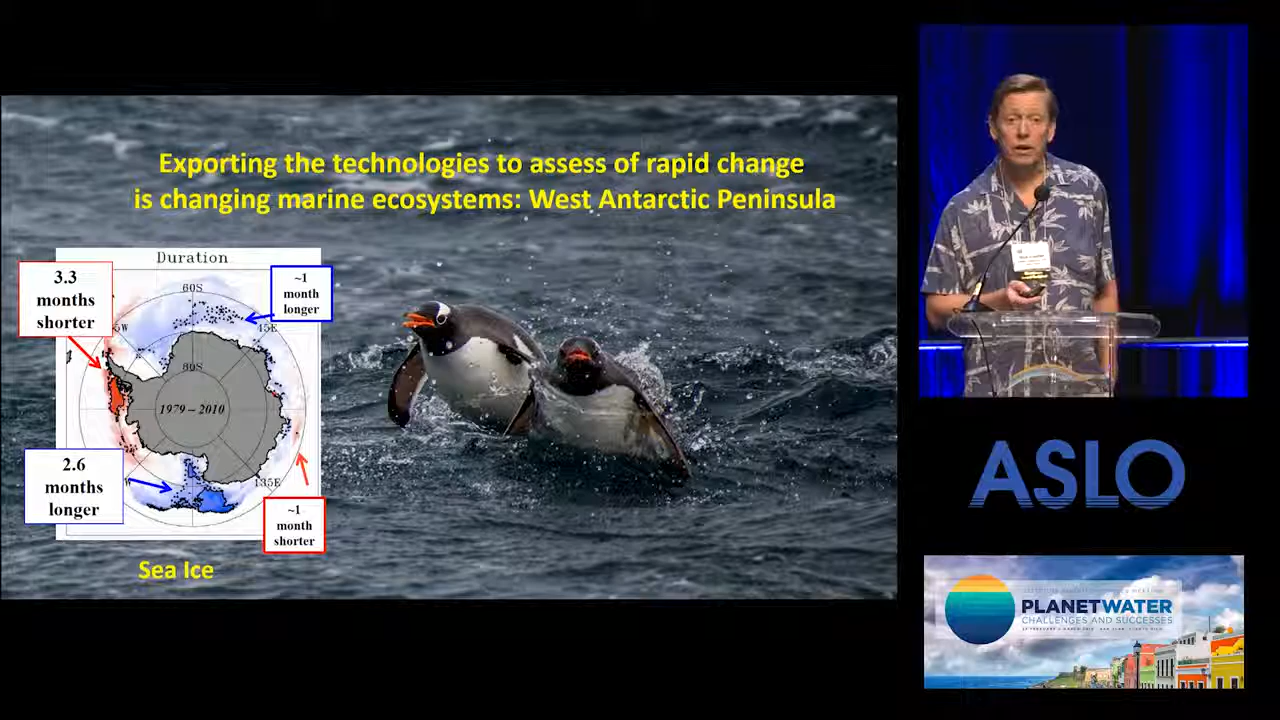 Exporting the technologies to assess of rapid change
is changing marine ecosystems: West Antarctic Peninsula
Duration
3.3
months
shorter
~1
month
longer
60S
45E
80S
1979-2010
2.6
months
longer
135E
~1
month
shorter
Sea Ice
ASLO
PLANETWATER
CHALLENGES AND SUCCESSES